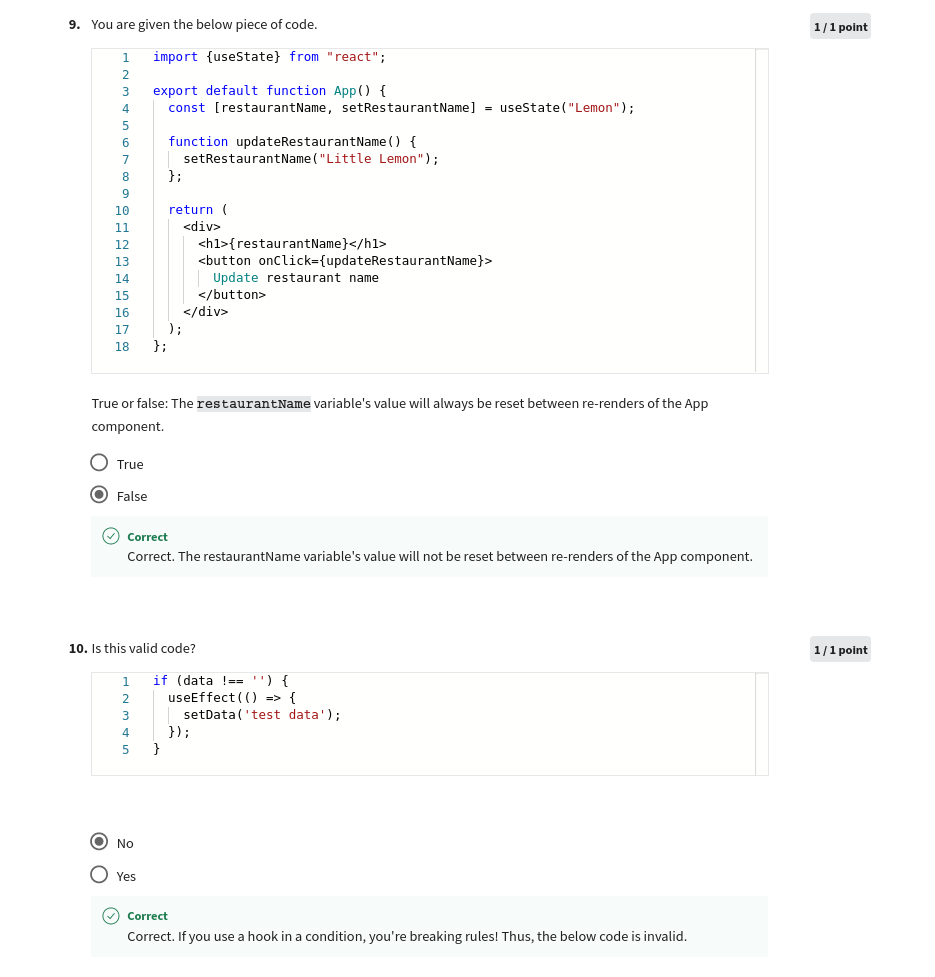 9. You are given the below piece of code.
1 / 1 point
1 import {useState} from "react";
2
3 export default function App() {
4 const [restaurantName, setRestaurantName] = useState("Lemon");
5
6 function updateRestaurantName() {
7 setRestaurantName("Little Lemon");
8 };
9
10 return (
11 <div>
12 <h1>{restaurantName}</h1>
13 <button onClick={updateRestaurantName}>
14 Update restaurant name
15 </button>
16 </div>
17 );
18 };
True or false: The restaurantName variable's value will always be reset between re-renders of the App
component.
True
False
Correct
Correct. The restaurantName variable's value will not be reset between re-renders of the App component.
10. Is this valid code?
1 / 1 point
1 if (data !== '') {
2 useEffect(() => {
3 setData('test data');
4 });
5 }
No
Yes
Correct
Correct. If you use a hook in a condition, you're breaking rules! Thus, the below code is invalid.